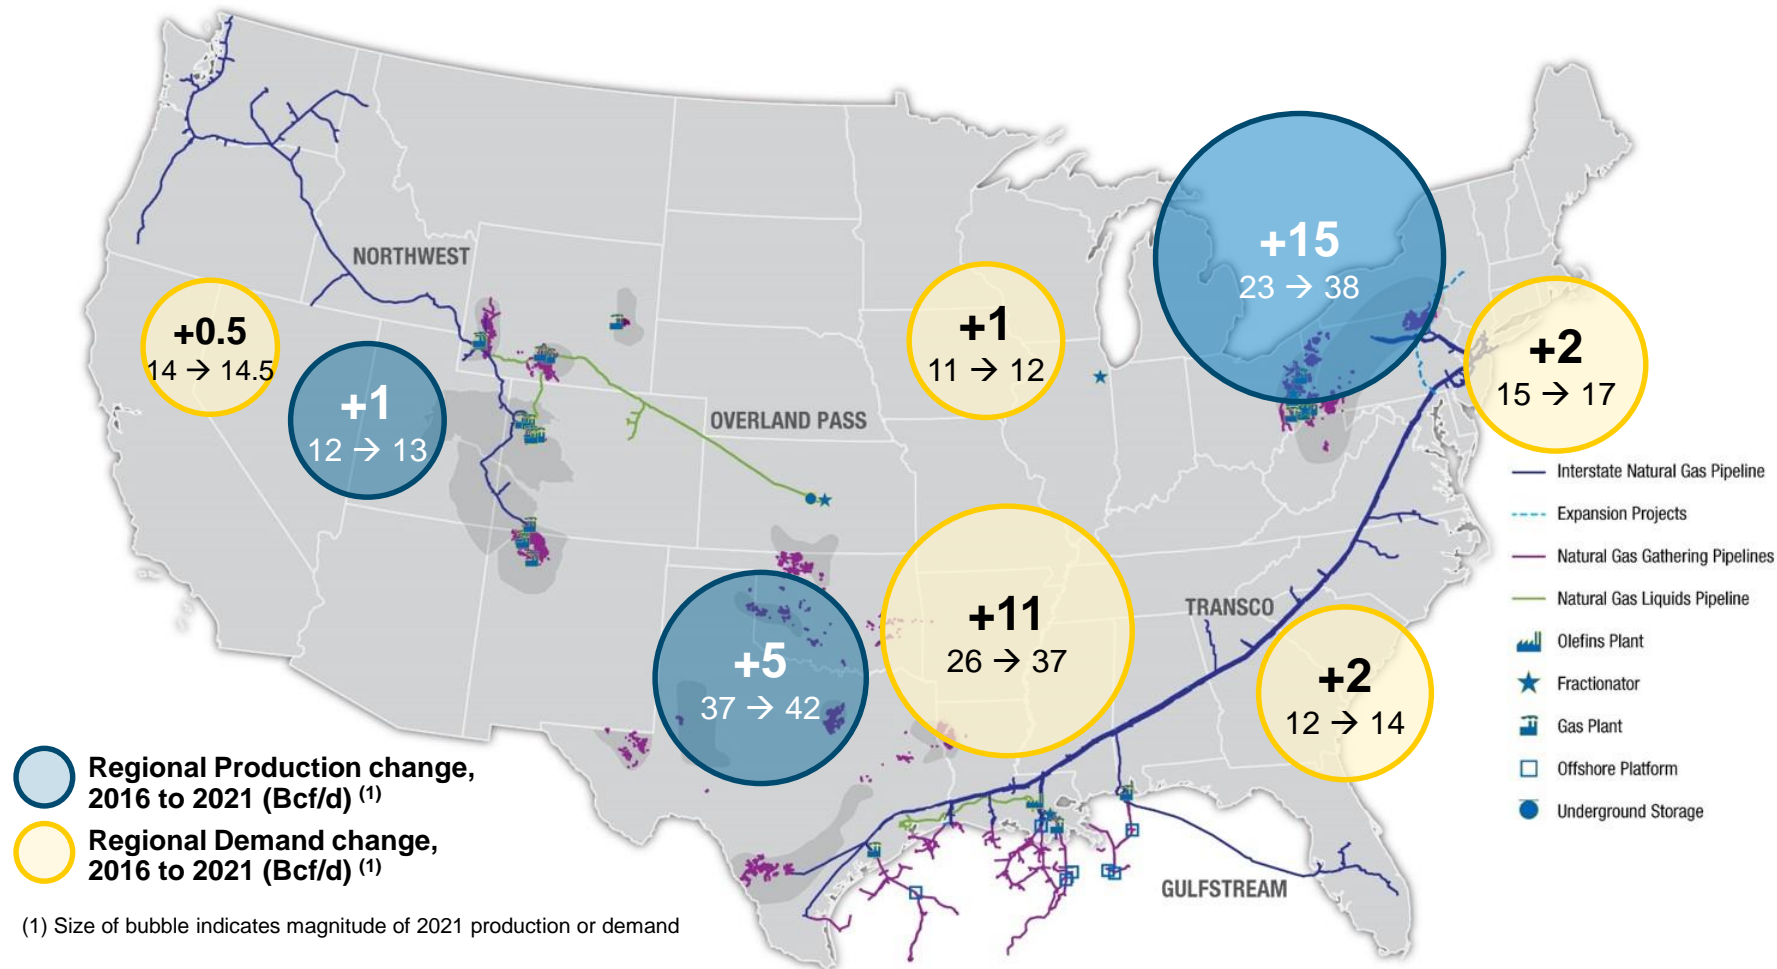 NORTHWEST
+0.5
14 → 14.5
+1
12 → 13
OVERLAND PASS
+1
11 → 12
+15
23 → 38
+2
15 → 17
+5
37 → 42
+11
26 → 37
TRANSCO
+2
12 → 14
GULFSTREAM
Interstate Natural Gas Pipeline
Expansion Projects
Natural Gas Gathering Pipelines
Natural Gas Liquids Pipeline
Olefins Plant
Fractionator
Gas Plant
Offshore Platform
Underground Storage
Regional Production change,
2016 to 2021 (Bcf/d) (1)
Regional Demand change,
2016 to 2021 (Bcf/d) (1)
(1) Size of bubble indicates magnitude of 2021 production or demand